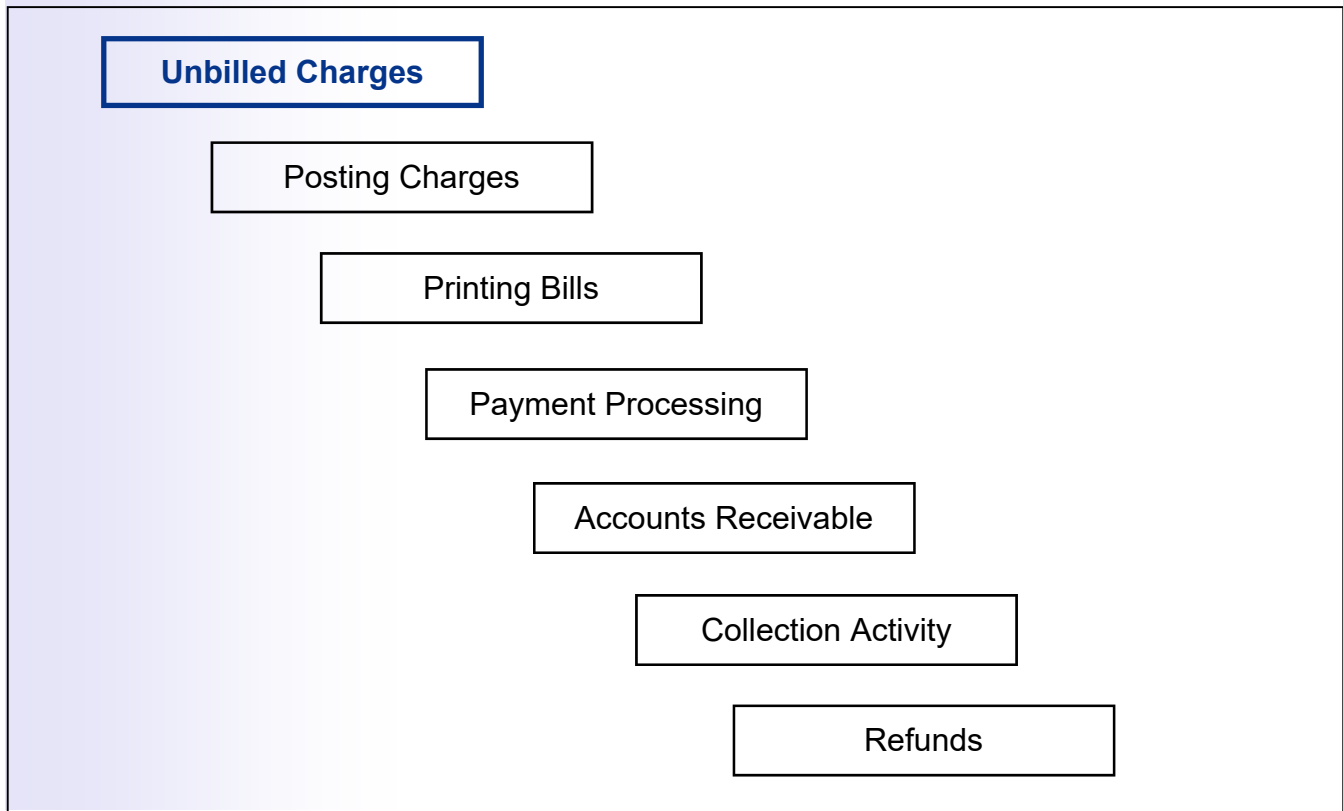 Unbilled Charges
Posting Charges
Printing Bills
Payment Processing
Accounts Receivable
Collection Activity
Refunds